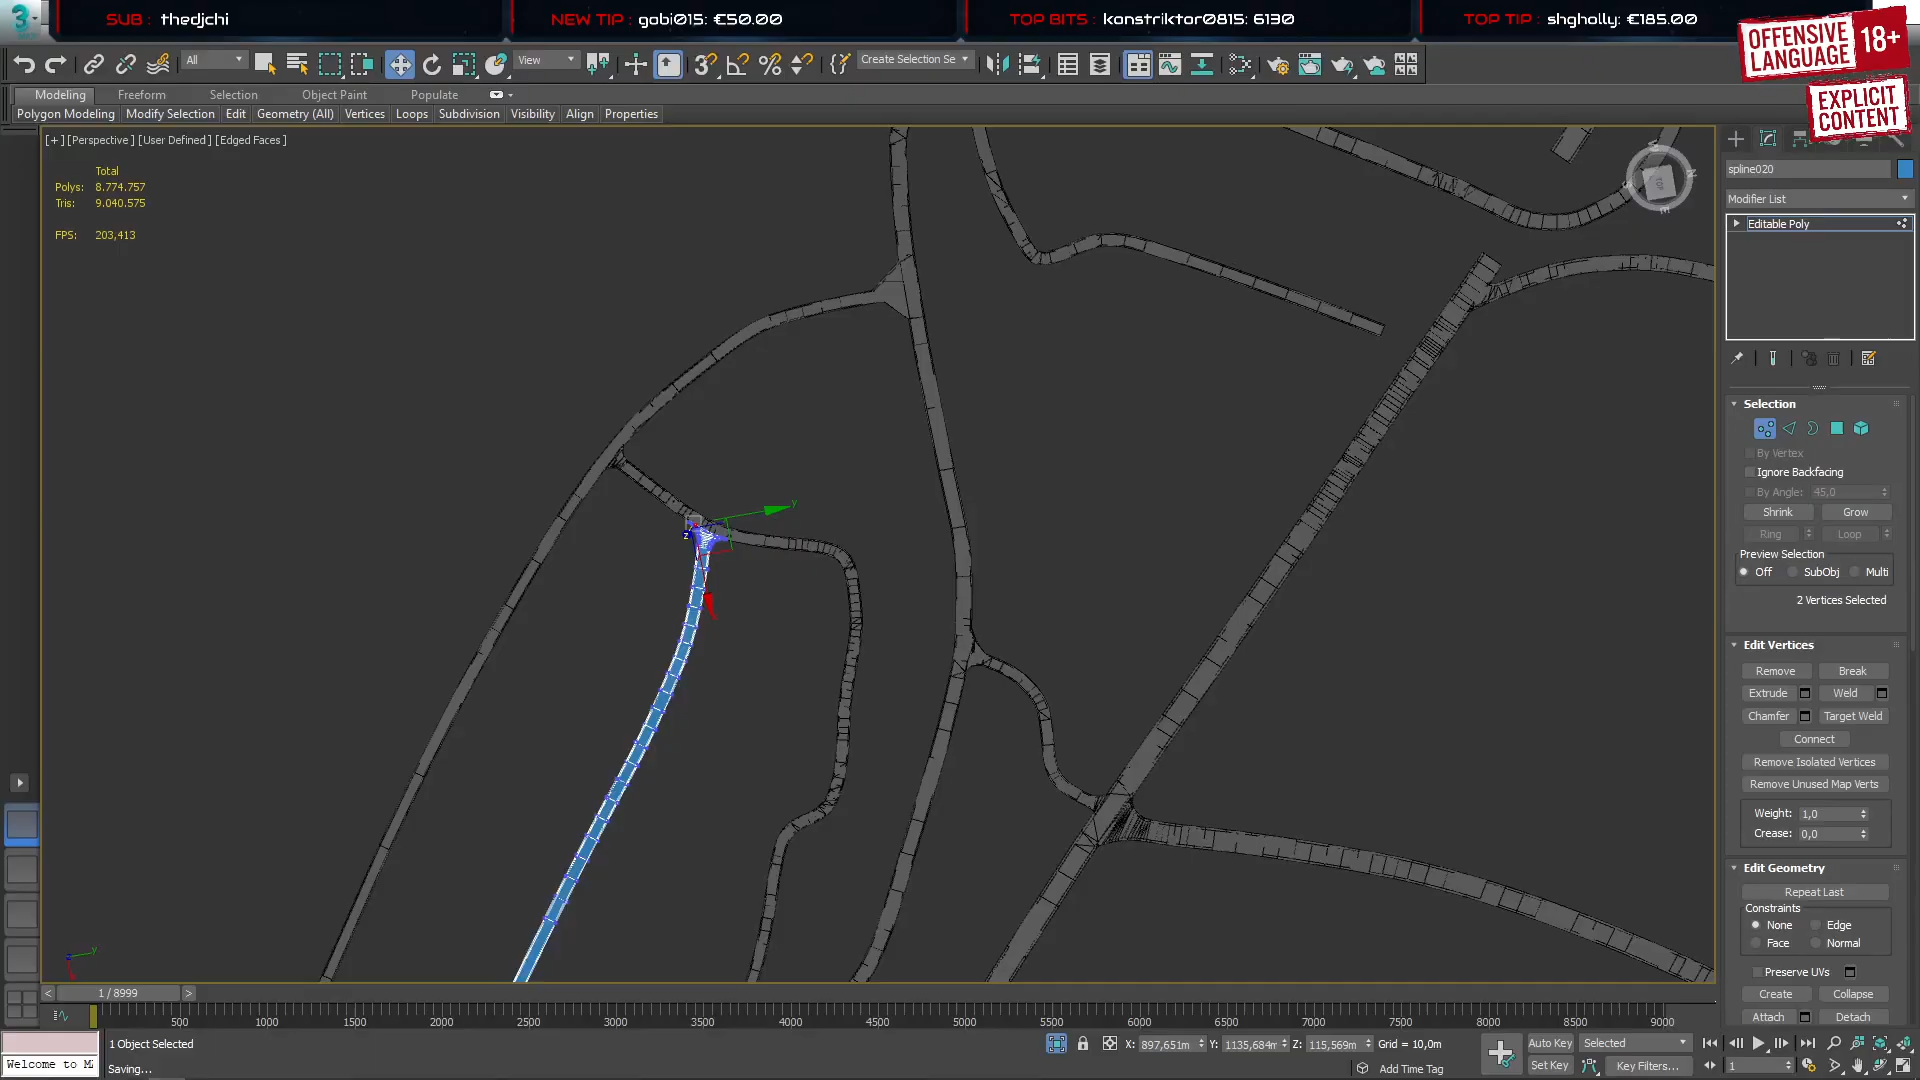 SUB : thedjchi
NEW TIP : gobi015: €50.00
TOP BITS : konstriktor0815: 6130
TOP TIP : shgholly: €185.00
OFFENSIVE LANGUAGE 18+
EXPLICIT CONTENT
All
View
Create Selection Se
Modeling Freeform Selection Object Paint Populate
Polygon Modeling Modify Selection Edit Geometry (All) Vertices Loops Subdivision Visibility Align Properties
[+] [Perspective ] [User Defined ] [Edged Faces ]
Total
Polys: 8.774.757
Tris: 9.040.575
FPS: 203,413
y
z
y
spline020
Modifier List
Editable Poly
Selection
By Vertex
Ignore Backfacing
By Angle: 45,0
Shrink Grow
Ring Loop
Preview Selection
Off SubObj Multi
2 Vertices Selected
Edit Vertices
Remove Break
Extrude Weld
Chamfer Target Weld
Connect
Remove Isolated Vertices
Remove Unused Map Verts
Weight: 1,0
Crease: 0,0
Edit Geometry
Repeat Last
Constraints
None Edge
Face Normal
Preserve UVs
Create Collapse
Attach Detach
< 1 / 8999 >
500 1000 1500 2000 2500 3000 3500 4000 4500 5000 5500 6000 6500 7000 7500 8000 8500 9000
1 Object Selected
X: 897,651m Y: 1135,684m Z: 115,569m Grid = 10,0m
Auto Key Selected
Welcome to M
Saving...
Add Time Tag
Set Key Key Filters...
1